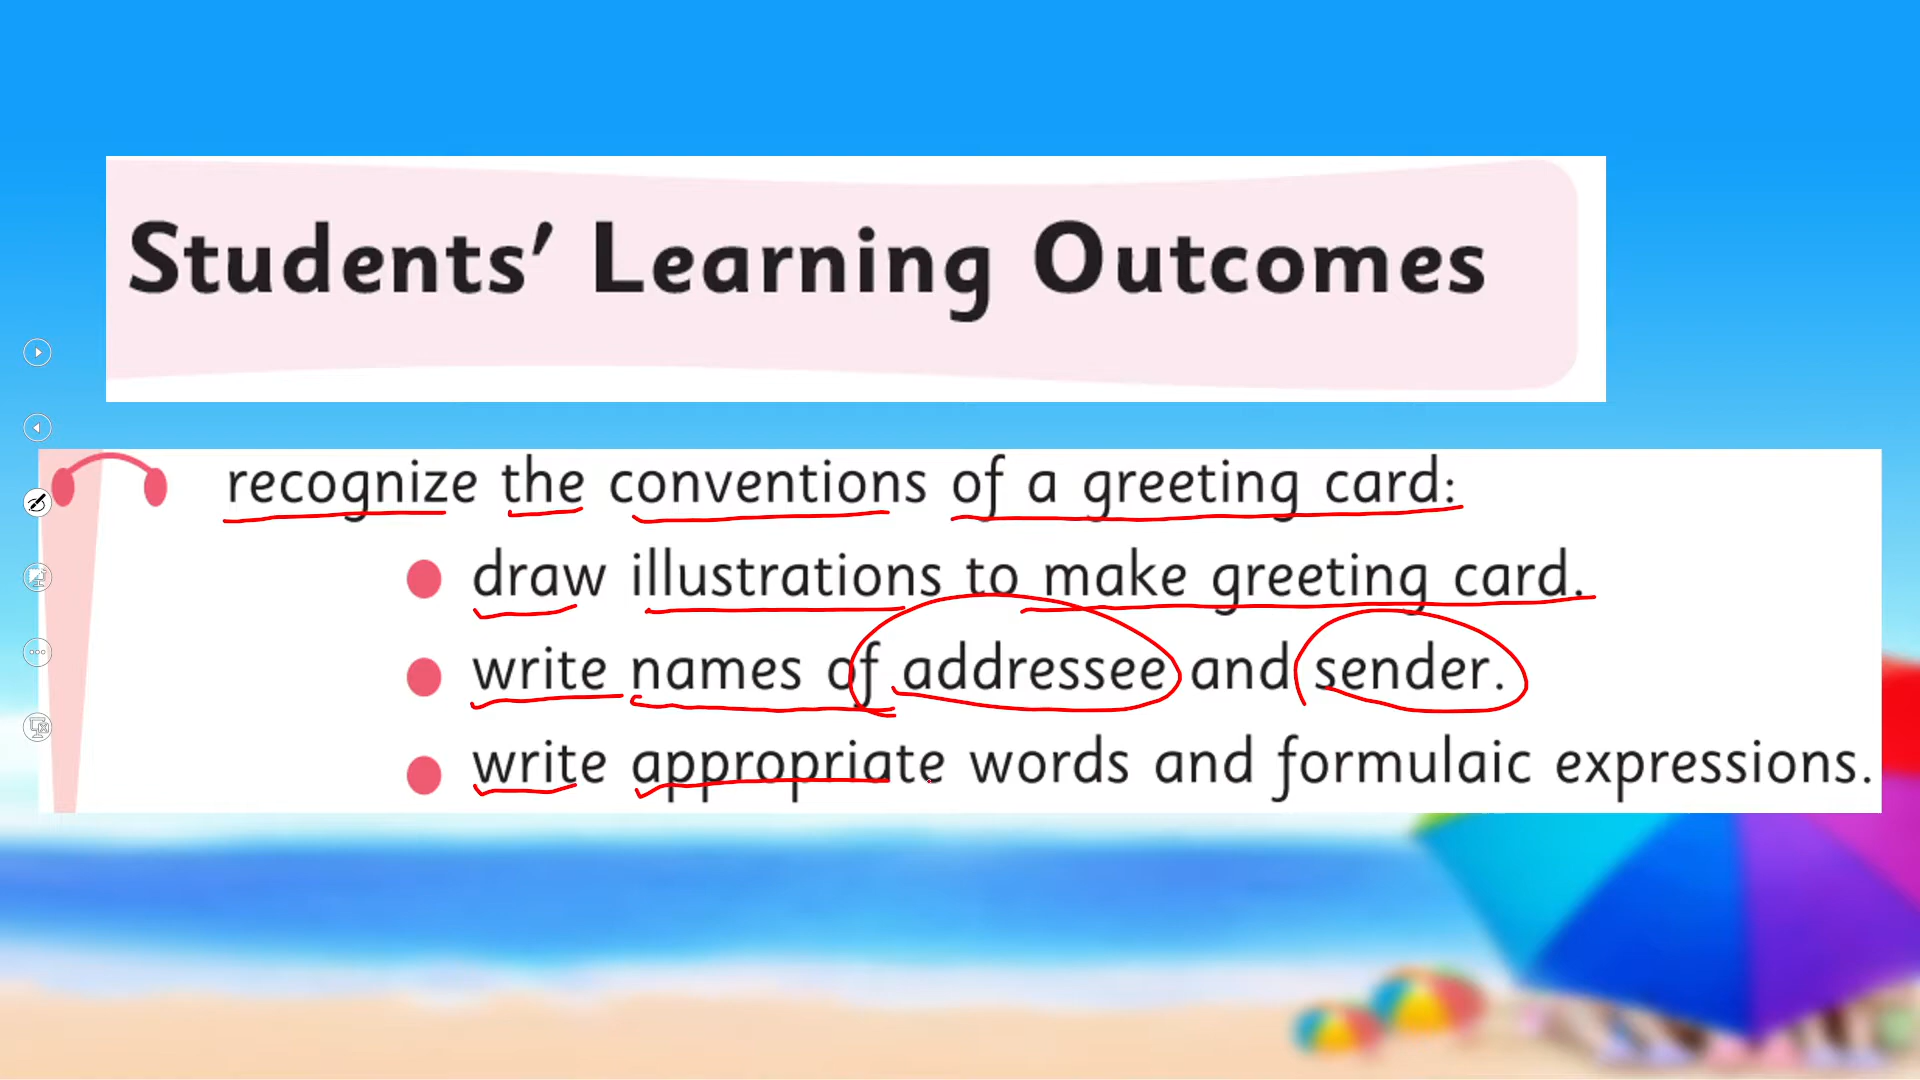 Students’ Learning Outcomes
recognize the conventions of a greeting card:
draw illustrations to make greeting card.
write names of addressee and sender.
write appropriate words and formulaic expressions.